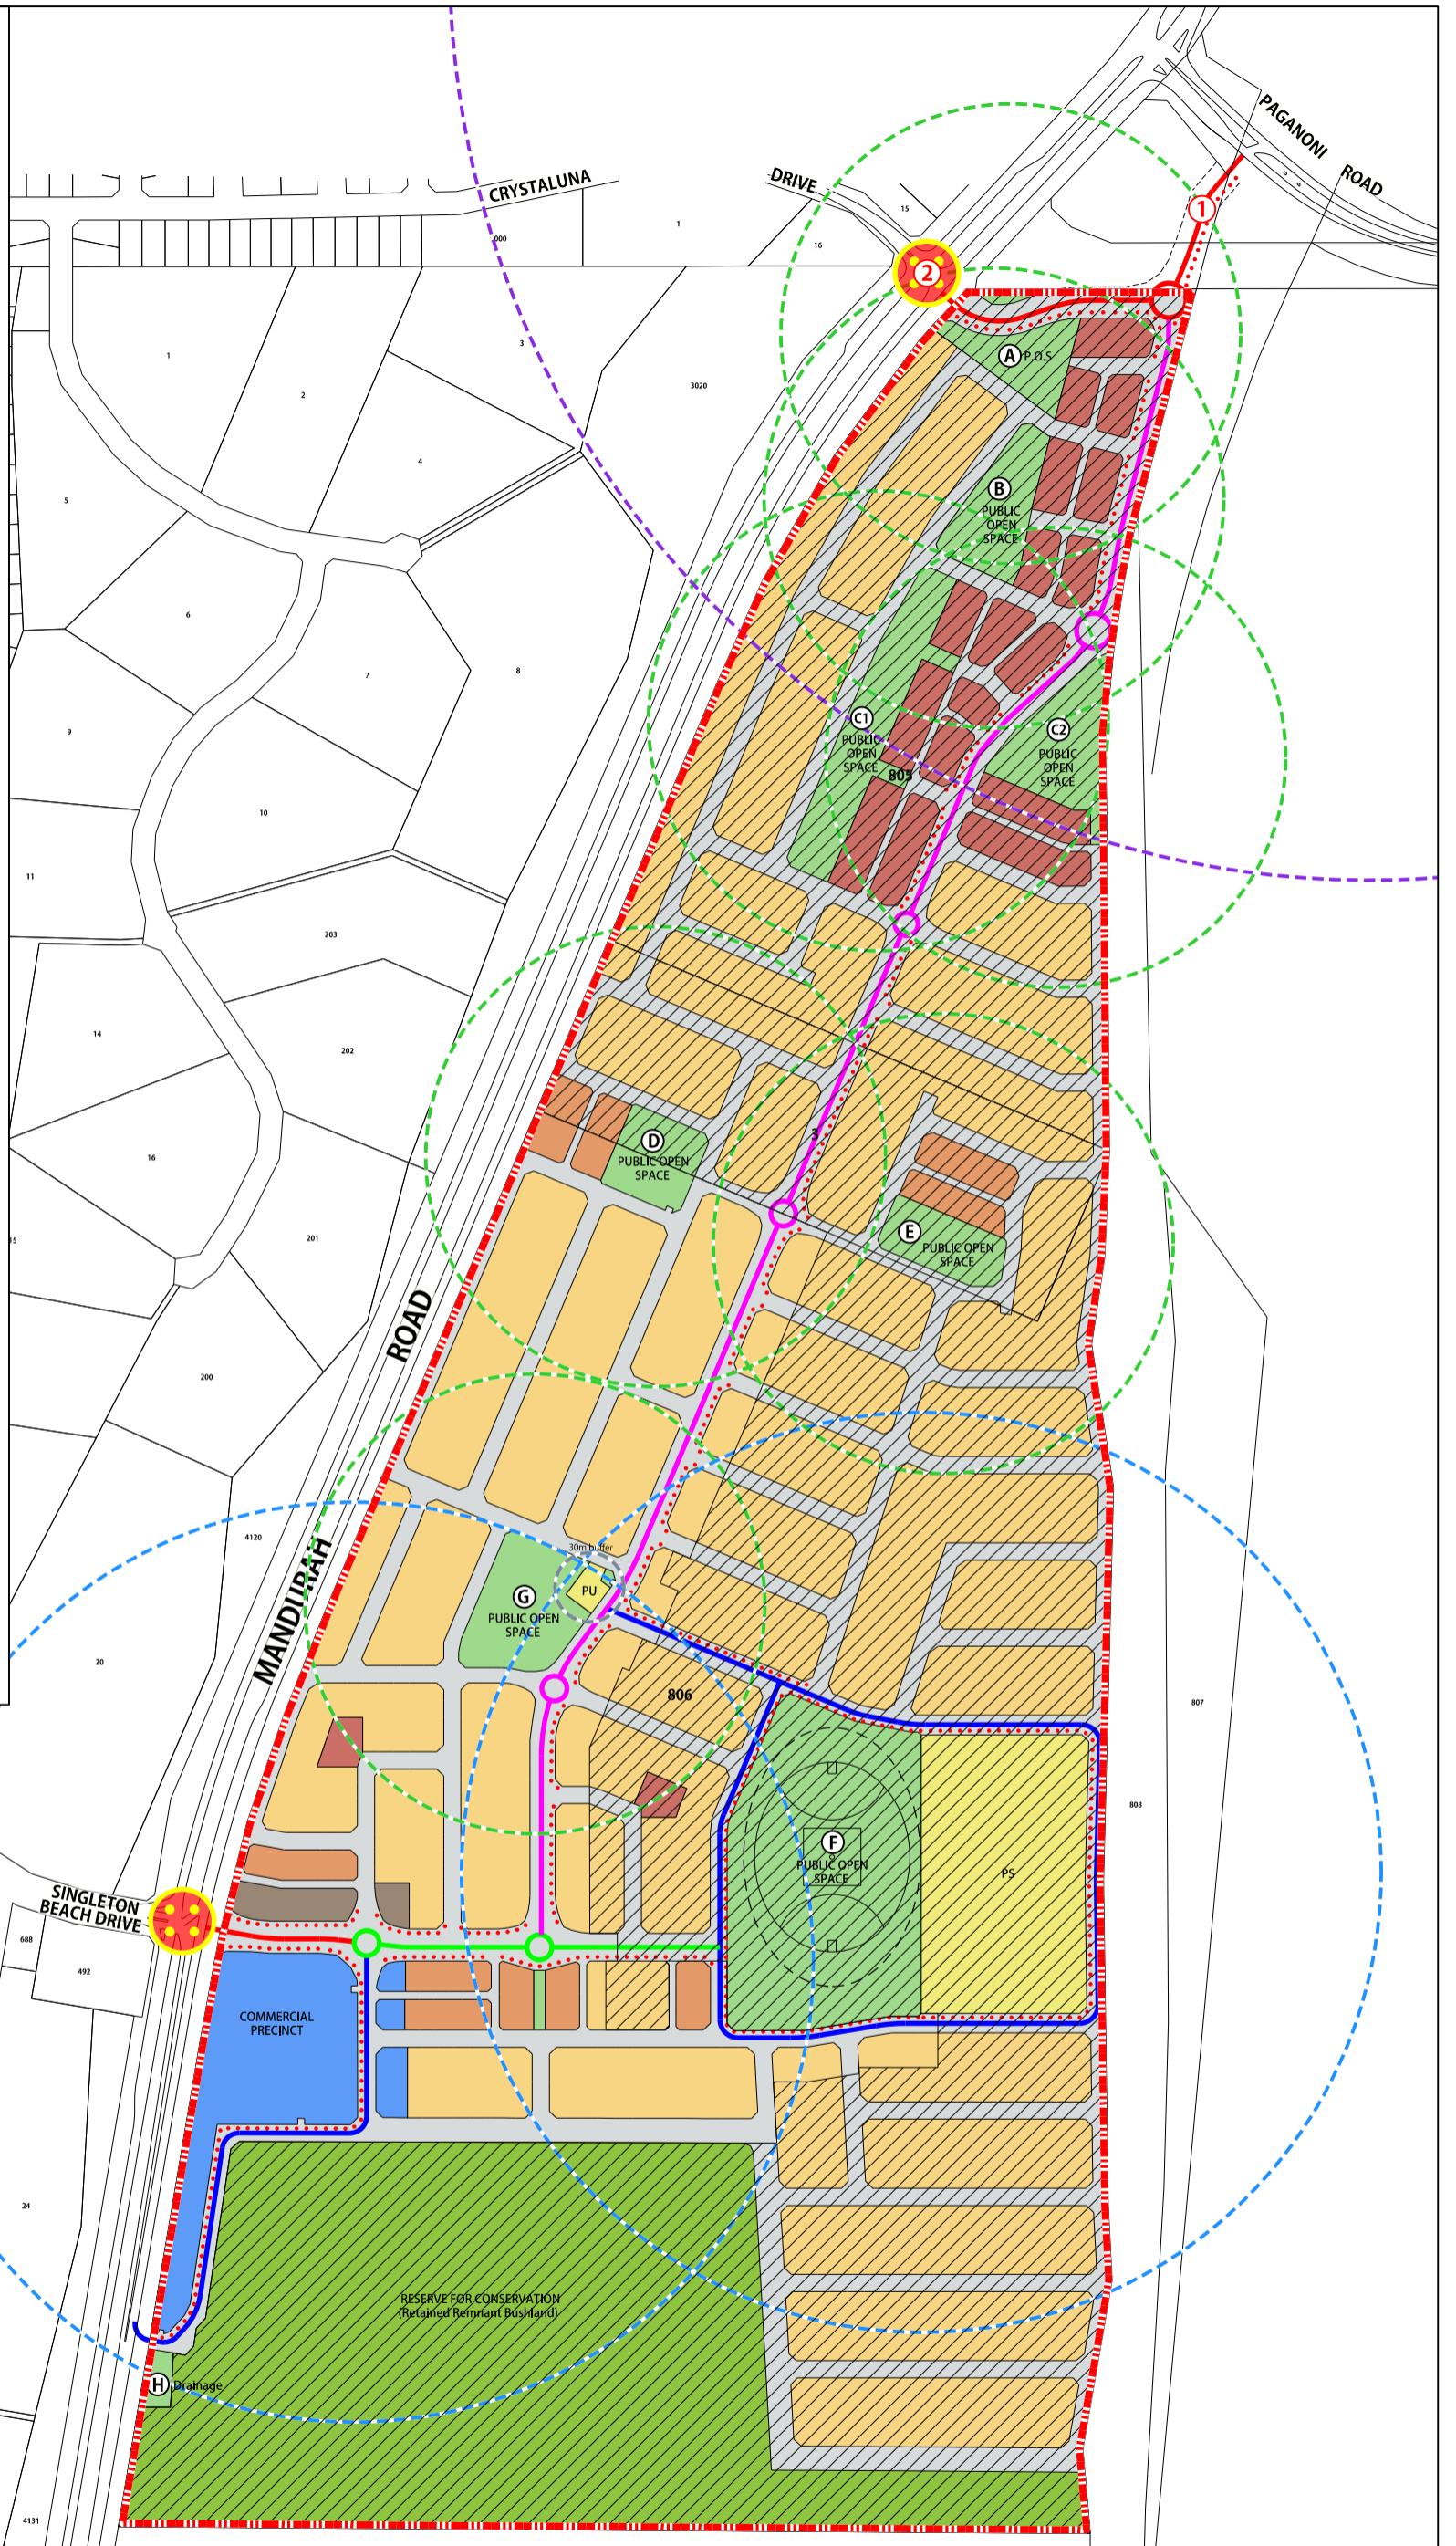 PAGANONI
ROAD
CRYSTALUNA
DRIVE
15
1
1
16
000
2
A P.O.S
1
3
3020
2
4
B
PUBLIC
OPEN
SPACE
5
6
7
8
C1
PUBLIC
OPEN
SPACE
C2
PUBLIC
OPEN
SPACE
9
805
10
11
203
14
202
3
D
PUBLIC OPEN
SPACE
16
E
PUBLIC OPEN
SPACE
201
15
ROAD
200
4120
30m buffer
PU
G
PUBLIC OPEN
SPACE
MANDURAH
20
806
807
808
F
PUBLIC OPEN
SPACE
PS
SINGLETON
BEACH DRIVE
688
492
COMMERCIAL
PRECINCT
24
RESERVE FOR CONSERVATION
(Retained Remnant Bushland)
H Drainage
4131